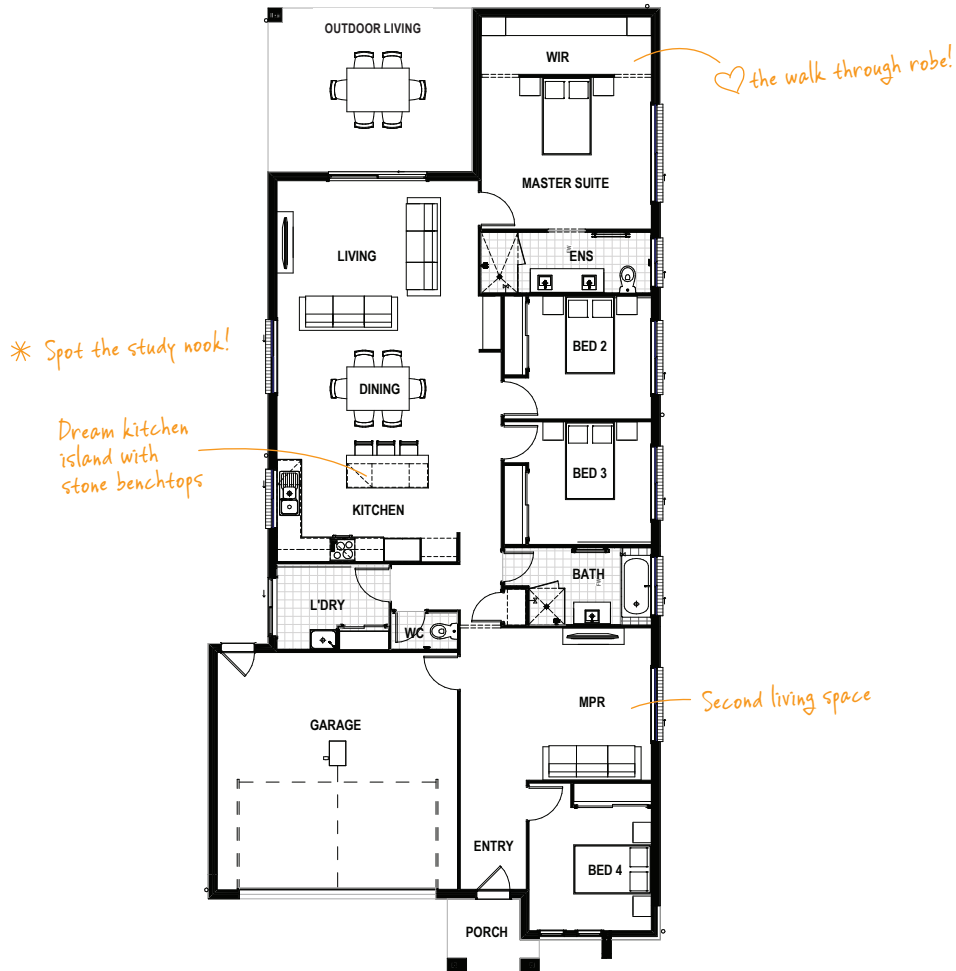 OUTDOOR LIVING
WIR
♡ the walk through robe!
MASTER SUITE
LIVING
ENS
* Spot the study nook!
BED 2
DINING
Dream kitchen
island with
stone benchtops
BED 3
KITCHEN
BATH
L'DRY
WC
MPR
Second living space
GARAGE
ENTRY
BED 4
PORCH